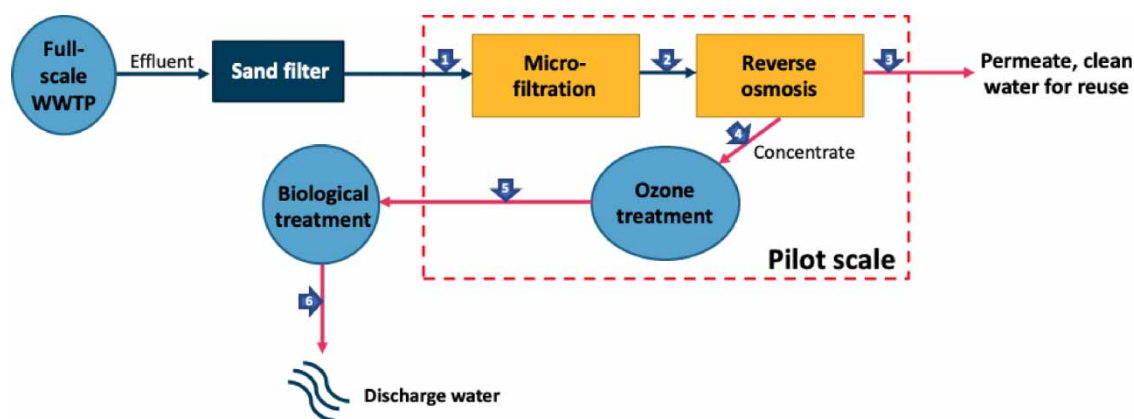 Full-
scale
WWTP
Effluent
Sand filter
1
Micro-
filtration
2
Reverse
osmosis
3
Permeate, clean
water for reuse
4
Concentrate
Ozone
treatment
5
Biological
treatment
Pilot scale
6
Discharge water